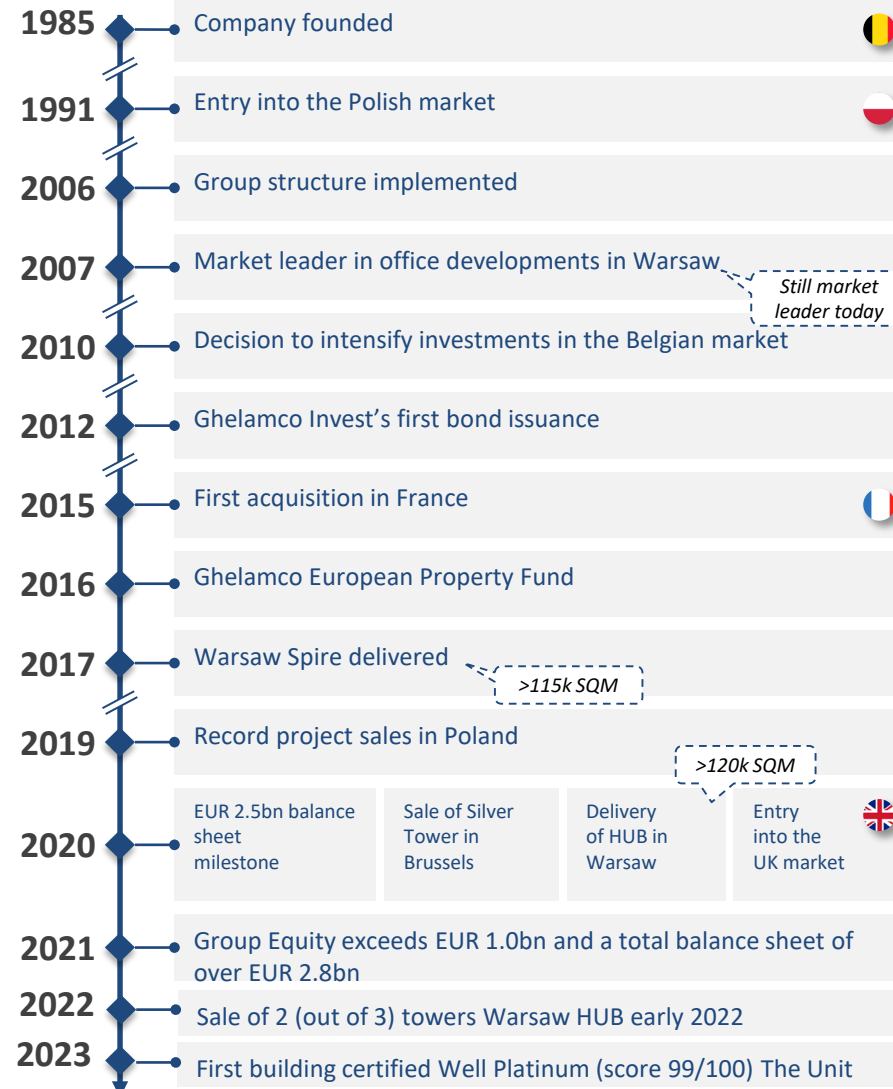 1985
Company founded
1991
Entry into the Polish market
2006
Group structure implemented
2007
Market leader in office developments in Warsaw
Still market
leader today
2010
Decision to intensify investments in the Belgian market
2012
Ghelamco Invest’s first bond issuance
2015
First acquisition in France
2016
Ghelamco European Property Fund
2017
Warsaw Spire delivered
>115k SQM
2019
Record project sales in Poland
>120k SQM
2020
EUR 2.5bn balance
sheet
milestone
Sale of Silver
Tower in
Brussels
Delivery
of HUB in
Warsaw
Entry
into the
UK market
2021
Group Equity exceeds EUR 1.0bn and a total balance sheet of
over EUR 2.8bn
2022
Sale of 2 (out of 3) towers Warsaw HUB early 2022
2023
First building certified Well Platinum (score 99/100) The Unit